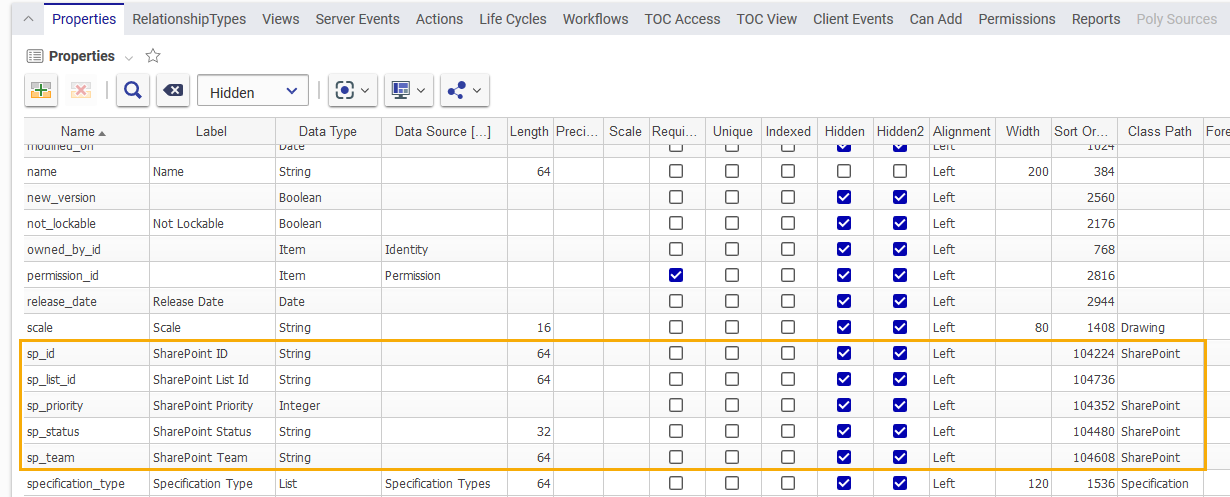 Properties RelationshipTypes Views Server Events Actions Life Cycles Workflows TOC Access TOC View Client Events Can Add Permissions Reports Poly Sources
Properties
Hidden
Name Label Data Type Data Source [...] Length Preci... Scale Requi... Unique Indexed Hidden Hidden2 Alignment Width Sort Or... Class Path Fore
modified_on Date Left 1024
name Name String 64 Left 200 384
new_version Boolean Left 2560
not_lockable Not Lockable Boolean Left 2176
owned_by_id Item Identity Left 768
permission_id Item Permission Left 2816
release_date Release Date Date Left 2944
scale Scale String 16 Left 80 1408 Drawing
sp_id SharePoint ID String 64 Left 104224 SharePoint
sp_list_id SharePoint List Id String 64 Left 104736
sp_priority SharePoint Priority Integer Left 104352 SharePoint
sp_status SharePoint Status String 32 Left 104480 SharePoint
sp_team SharePoint Team String 64 Left 104608 SharePoint
specification_type Specification Type List Specification Types 64 Left 120 1536 Specification